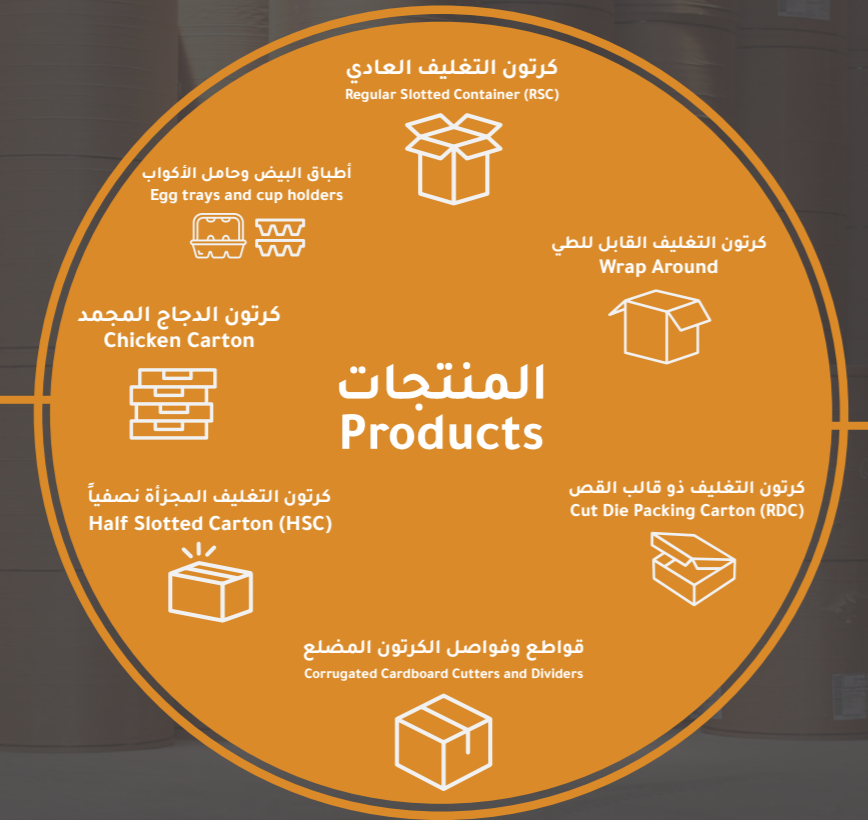 كرتون التغليف العادي
Regular Slotted Container (RSC)
أطباق البيض وحامل الأكواب
Egg trays and cup holders
كرتون التغليف القابل للطي
Wrap Around
كرتون الدجاج المجمد
Chicken Carton
المنتجات
Products
كرتون التغليف المجزأة نصفياً
Half Slotted Carton (HSC)
كرتون التغليف ذو قالب القص
Cut Die Packing Carton (RDC)
قواطع وفواصل الكرتون المضلع
Corrugated Cardboard Cutters and Dividers